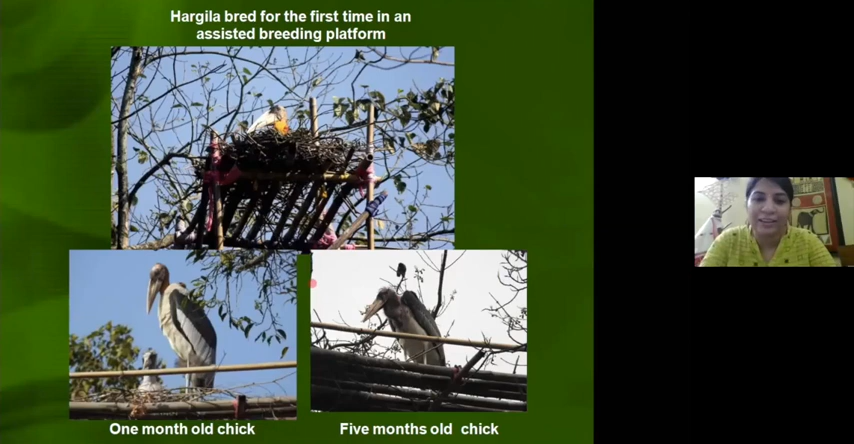 Hargila bred for the first time in an
assisted breeding platform
One month old chick
Five months old chick